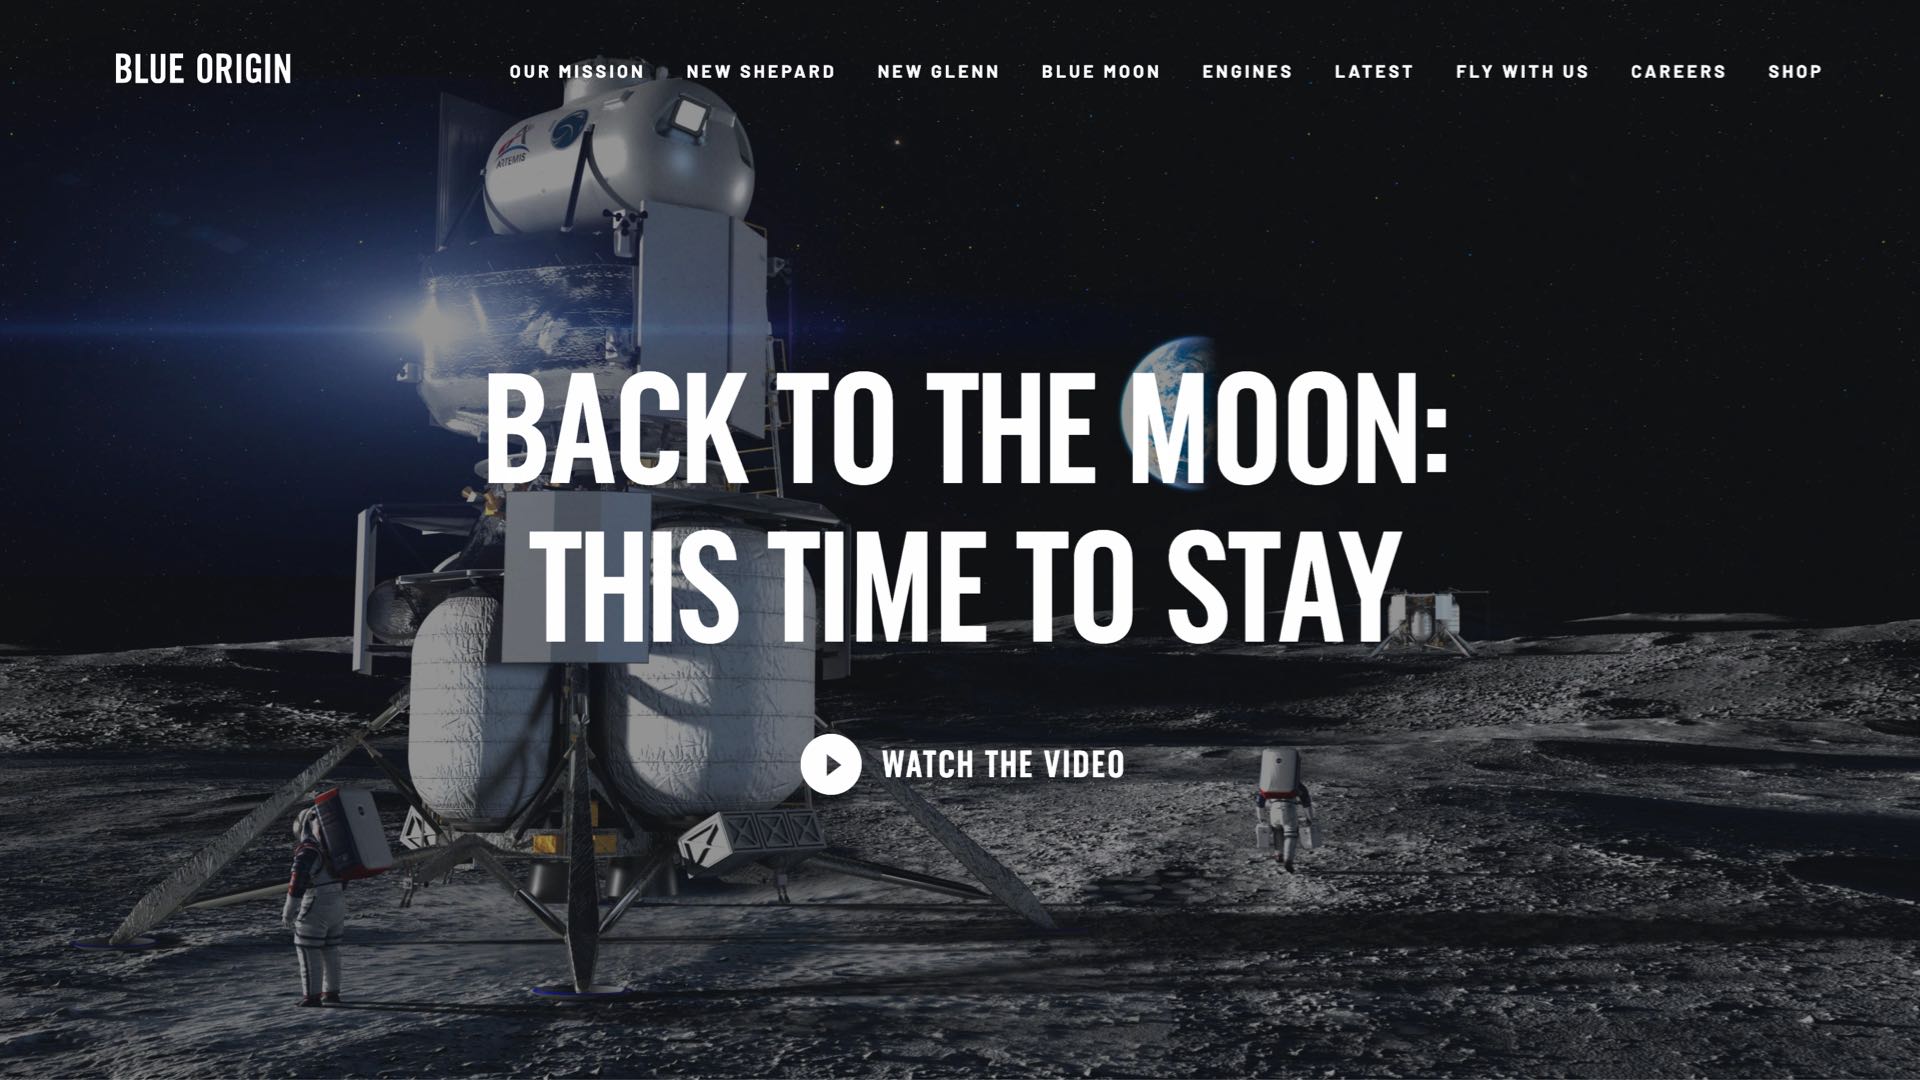 BLUE ORIGIN
OUR MISSION NEW SHEPARD NEW GLENN BLUE MOON ENGINES LATEST FLY WITH US CAREERS SHOP
ARTEMIS
BACK TO THE MOON:
THIS TIME TO STAY
WATCH THE VIDEO